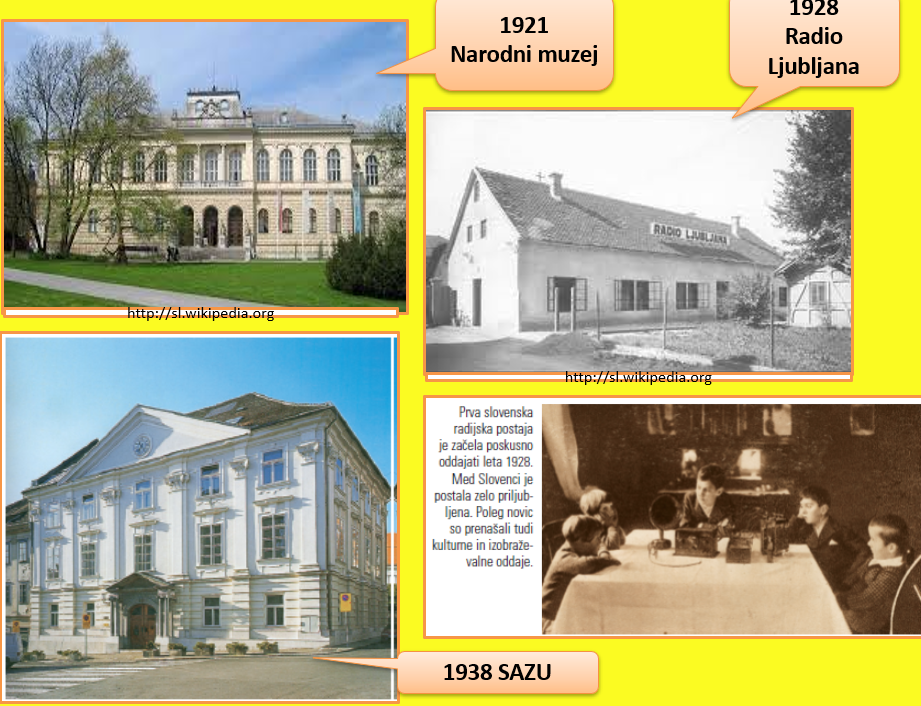 1921
Narodni muzej
1928
Radio
Ljubljana
http://sl.wikipedia.org
RADIO LJUBLJANA
http://sl.wikipedia.org
Prva slovenska
radijska postaja
je začela poskusno
oddajati leta 1928.
Med Slovenci je
postala zelo priljub-
ljena. Poleg novic
so prenašali tudi
kulturne in izobraže-
valne oddaje.
1938 SAZU